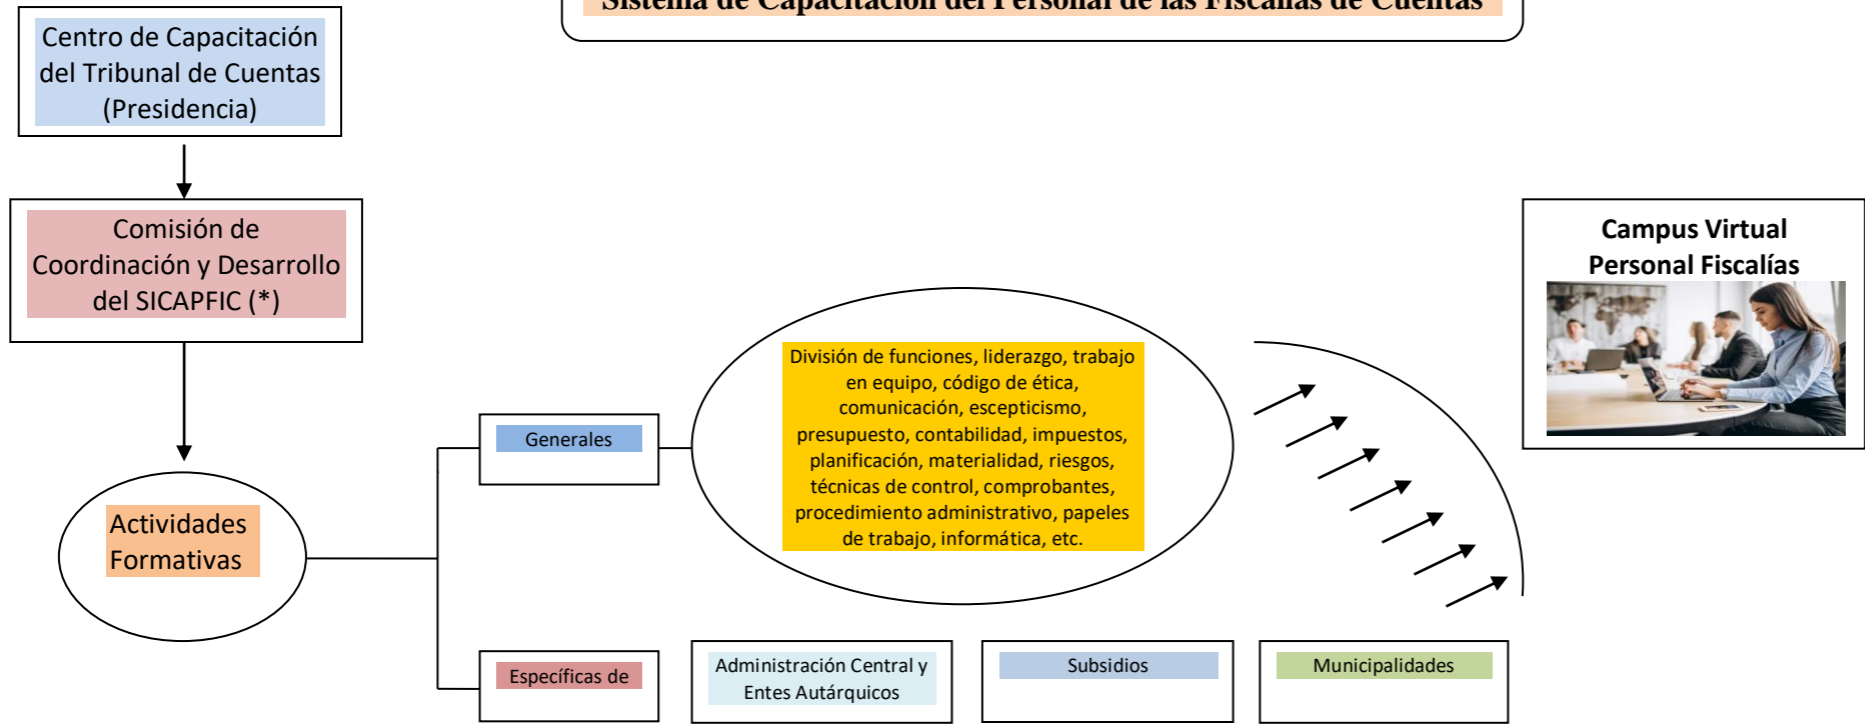 Sistema de Capacitación del Personal de las Fiscalías de Cuentas
Centro de Capacitación
del Tribunal de Cuentas
(Presidencia)
Comisión de
Coordinación y Desarrollo
del SICAPFIC (*)
Campus Virtual
Personal Fiscalías
División de funciones, liderazgo, trabajo
en equipo, código de ética,
comunicación, escepticismo,
presupuesto, contabilidad, impuestos,
planificación, materialidad, riesgos,
técnicas de control, comprobantes,
procedimiento administrativo, papeles
de trabajo, informática, etc.
Generales
Actividades
Formativas
Específicas de
Administración Central y
Entes Autárquicos
Subsidios
Municipalidades